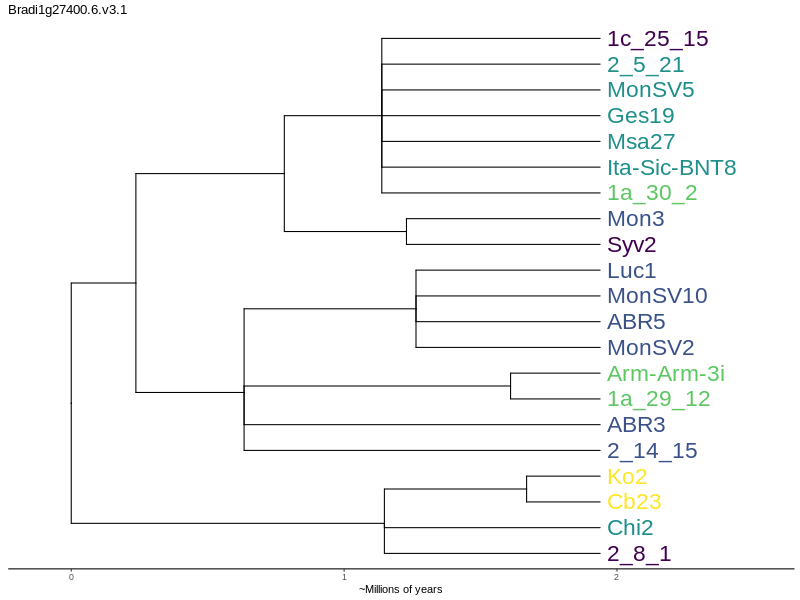 Bradi1g27400.6.v3.1
1c_25_15
2_5_21
MonSV5
Ges19
Msa27
Ita-Sic-BNT8
1a_30_2
Mon3
Syv2
Luc1
MonSV10
ABR5
MonSV2
Arm-Arm-3i
1a_29_12
ABR3
2_14_15
Ko2
Cb23
Chi2
2_8_1
0 1 2
~Millions of years